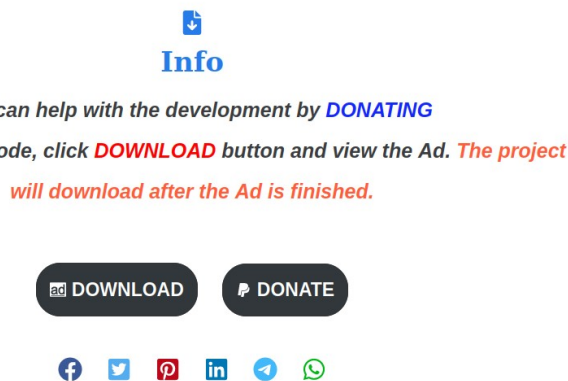 Info
can help with the development by DONATING
ode, click DOWNLOAD button and view the Ad. The project
will download after the Ad is finished.
ad DOWNLOAD
DONATE